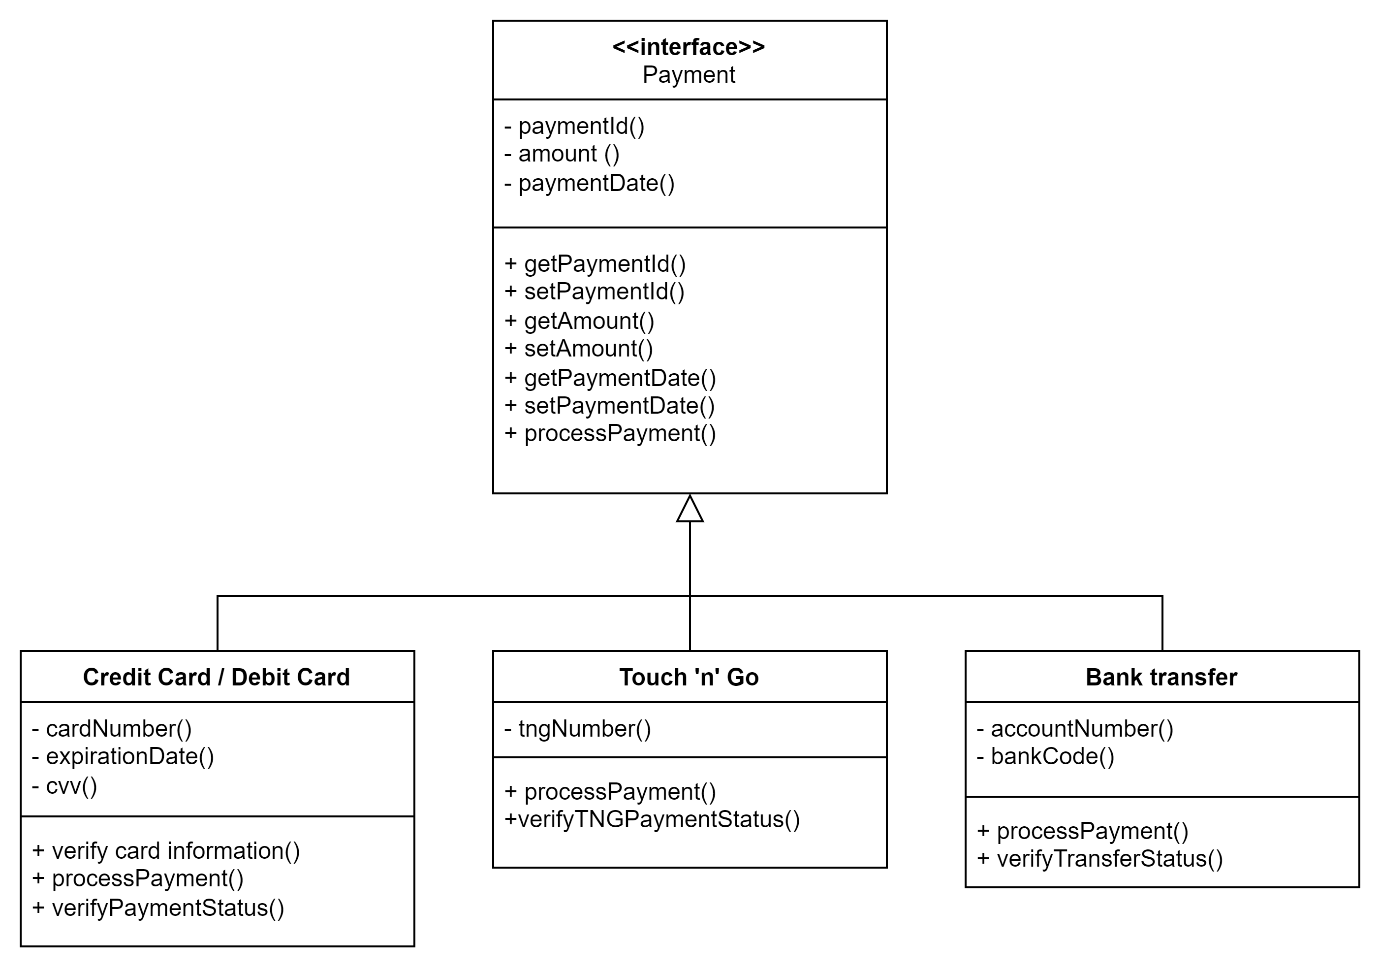 <<interface>>
Payment
- paymentId()
- amount ()
- paymentDate()
+ getPaymentId()
+ setPaymentId()
+ getAmount()
+ setAmount()
+ getPaymentDate()
+ setPaymentDate()
+ processPayment()
Credit Card / Debit Card
- cardNumber()
- expirationDate()
- cvv()
+ verify card information()
+ processPayment()
+ verifyPaymentStatus()
Touch 'n' Go
- tngNumber()
+ processPayment()
+verifyTNGPaymentStatus()
Bank transfer
- accountNumber()
- bankCode()
+ processPayment()
+ verifyTransferStatus()